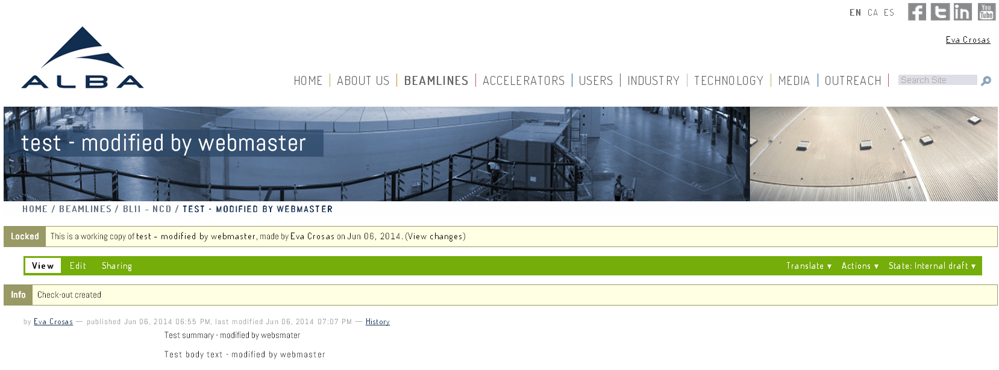 EN CA ES
You Tube
Eva Crosas
ALBA
HOME ABOUT US BEAMLINES ACCELERATORS USERS INDUSTRY TECHNOLOGY MEDIA OUTREACH Search Site
test - modified by webmaster
HOME / BEAMLINES / BL11 - NCD / TEST - MODIFIED BY WEBMASTER
Locked This is a working copy of test - modified by webmaster, made by Eva Crosas on Jun 06, 2014. (View changes)
View Edit Sharing Translate ▼ Actions ▼ State: Internal draft ▼
Info Check-out created
by Eva Crosas — published Jun 06, 2014 06:55 PM, last modified Jun 06, 2014 07:07 PM — History
Test summary - modified by websmater
Test body text - modified by webmaster